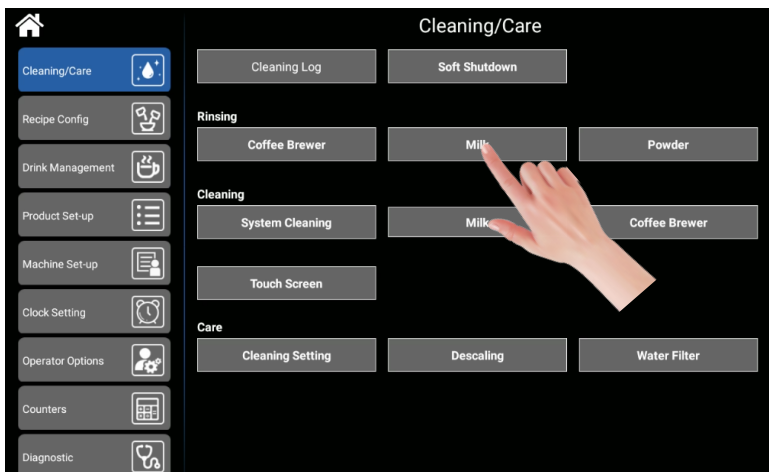 Cleaning/Care
Cleaning/Care
Recipe Config
Drink Management
Product Set-up
Machine Set-up
Clock Setting
Operator Options
Counters
Diagnostic
Cleaning Log
Soft Shutdown
Rinsing
Coffee Brewer
Milk
Powder
Cleaning
System Cleaning
Milk
Coffee Brewer
Touch Screen
Care
Cleaning Setting
Descaling
Water Filter